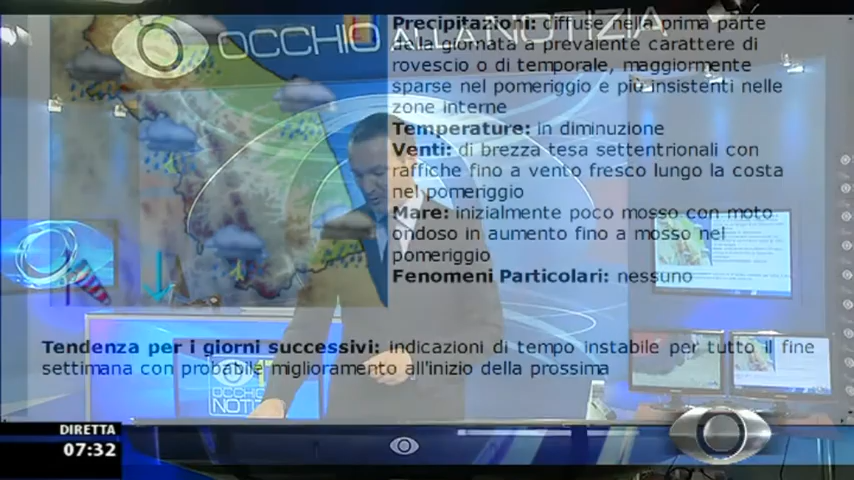 OCCHIO ALLA NOTIZIA
Precipitazioni: diffuse nella prima parte
della giornata a prevalente carattere di
rovescio o di temporale, maggiormente
sparse nel pomeriggio e più insistenti nelle
zone interne
Temperature: in diminuzione
Venti: di brezza tesa settentrionali con
raffiche fino a vento fresco lungo la costa
nel pomeriggio
Mare: inizialmente poco mosso con moto
ondoso in aumento fino a mosso nel
pomeriggio
Fenomeni Particolari: nessuno
Tendenza per i giorni successivi: indicazioni di tempo instabile per tutto il fine
settimana con probabile miglioramento all'inizio della prossima
OCCHIO
NOTIZ
DIRETTA
07:32